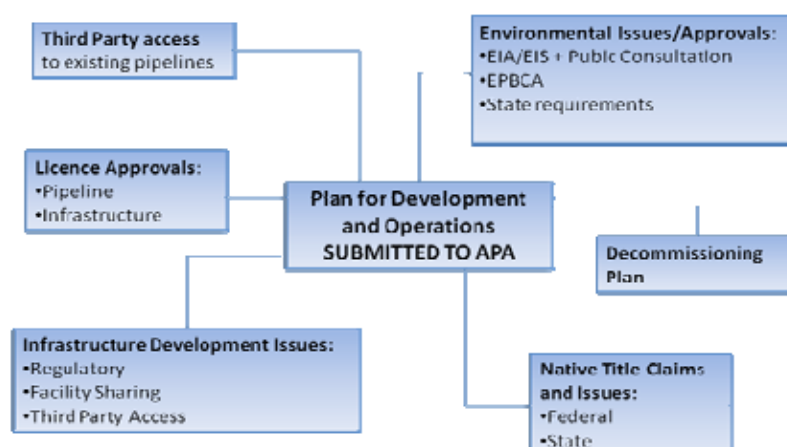 Third Party access
to existing pipelines
Environmental Issues/Approvals:
•EIA/EIS + Public Consultation
•EPBCA
•State requirements
Licence Approvals:
•Pipeline
•Infrastructure
Plan for Development
and Operations
SUBMITTED TO APA
Decommissioning
Plan
Infrastructure Development Issues:
•Regulatory
•Facility Sharing
•Third Party Access
Native Title Claims
and Issues:
•Federal
•State